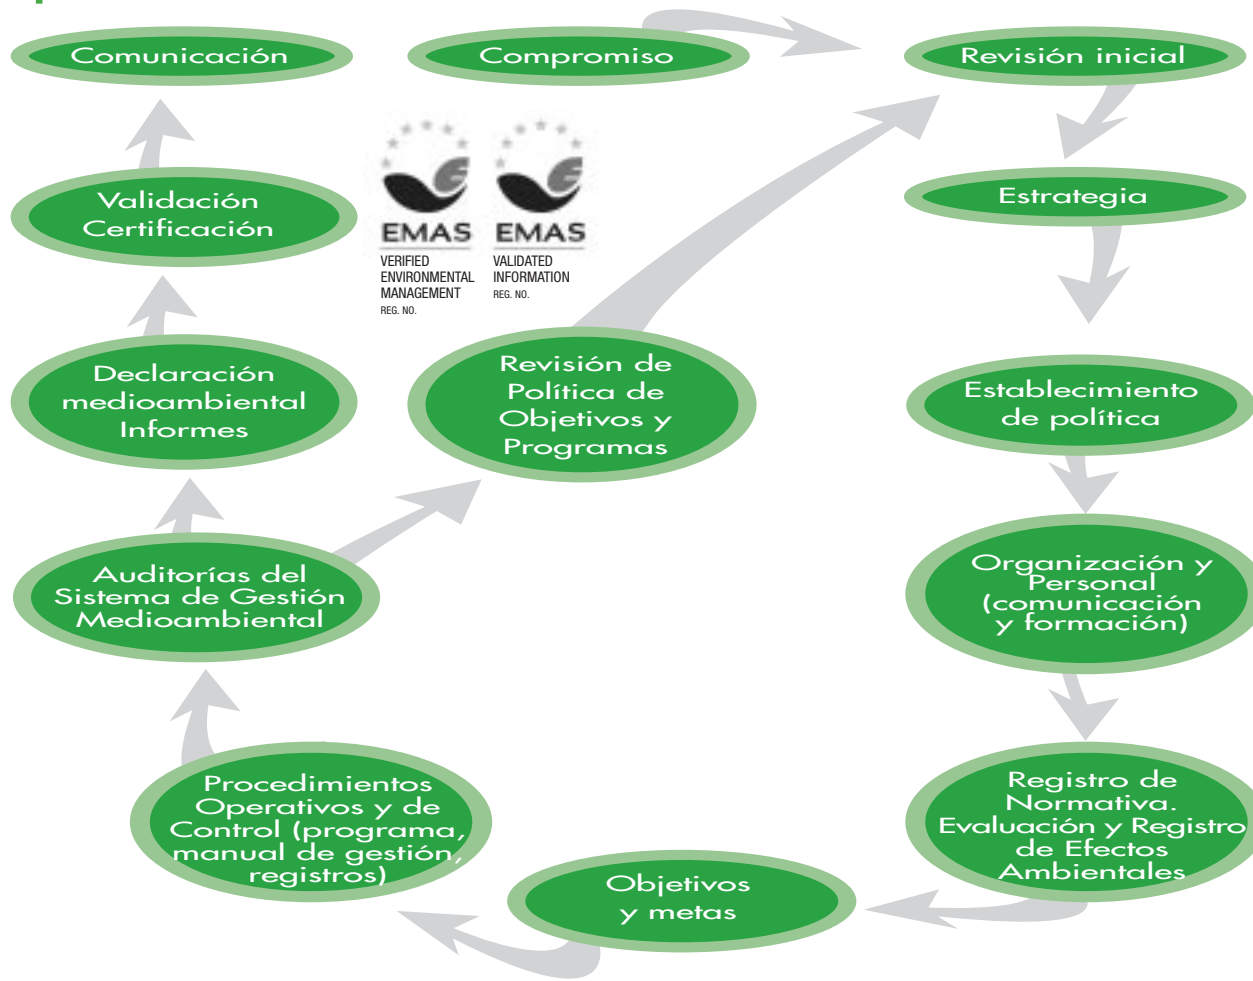 Comunicación
Compromiso
Revisión inicial
Validación
Certificación
EMAS
VERIFIED
ENVIRONMENTAL
MANAGEMENT
REG. NO.
EMAS
VALIDATED
INFORMATION
REG. NO.
Estrategia
Declaración
medioambiental
Informes
Revisión de
Política de
Objetivos y
Programas
Establecimiento
de política
Auditorías del
Sistema de Gestión
Medioambiental
Organización y
Personal
(comunicación
y formación)
Procedimientos
Operativos y de
Control (programa,
manual de gestión,
registros)
Objetivos
y metas
Registro de
Normativa.
Evaluación y Registro
de Efectos
Ambientales